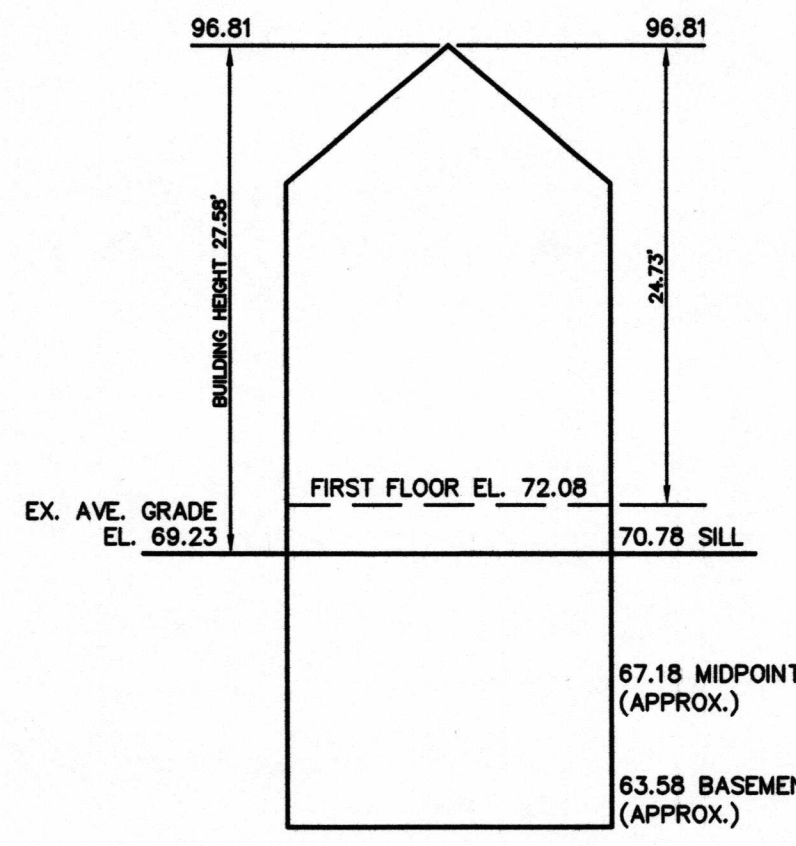 96.81
96.81
BUILDING HEIGHT 27.58'
24.73'
FIRST FLOOR EL. 72.08
EX. AVE. GRADE
EL. 69.23
70.78 SILL
67.18 MIDPOINT
(APPROX.)
63.58 BASEMEN
(APPROX.)